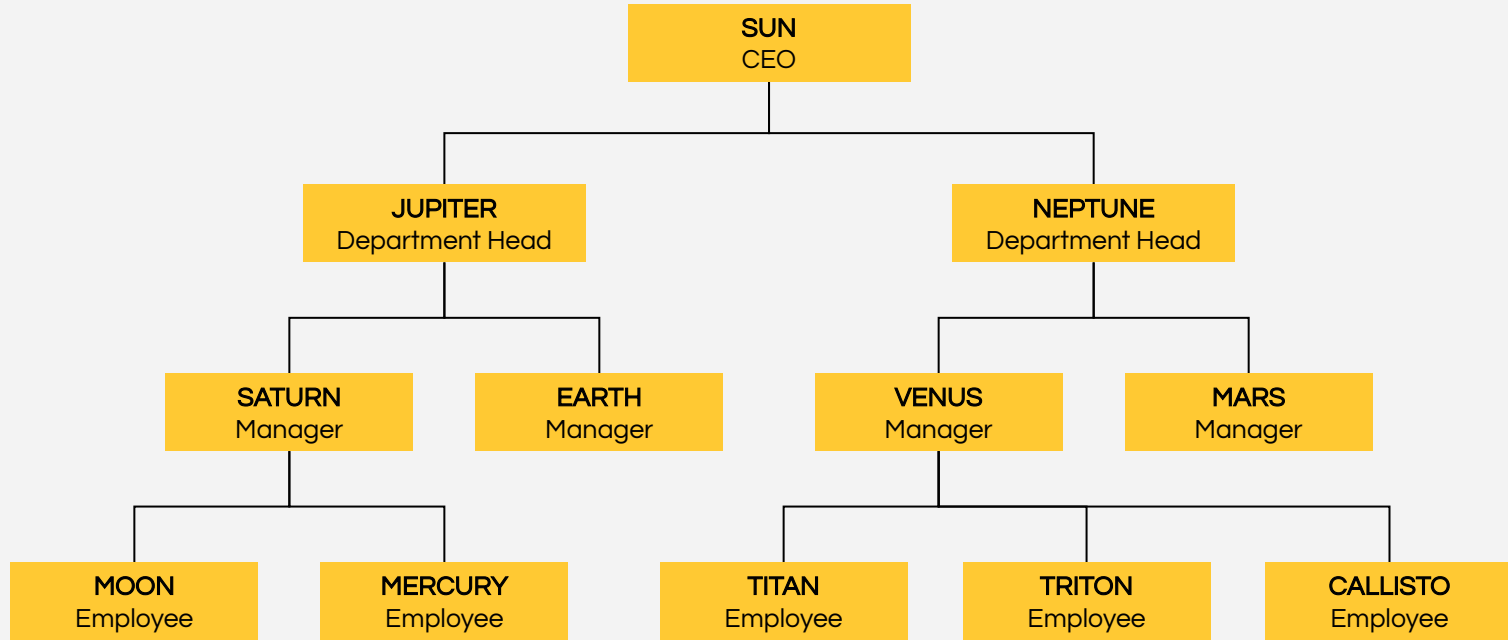 SUN
CEO
JUPITER
Department Head
NEPTUNE
Department Head
SATURN
Manager
EARTH
Manager
VENUS
Manager
MARS
Manager
MOON
Employee
MERCURY
Employee
TITAN
Employee
TRITON
Employee
CALLISTO
Employee